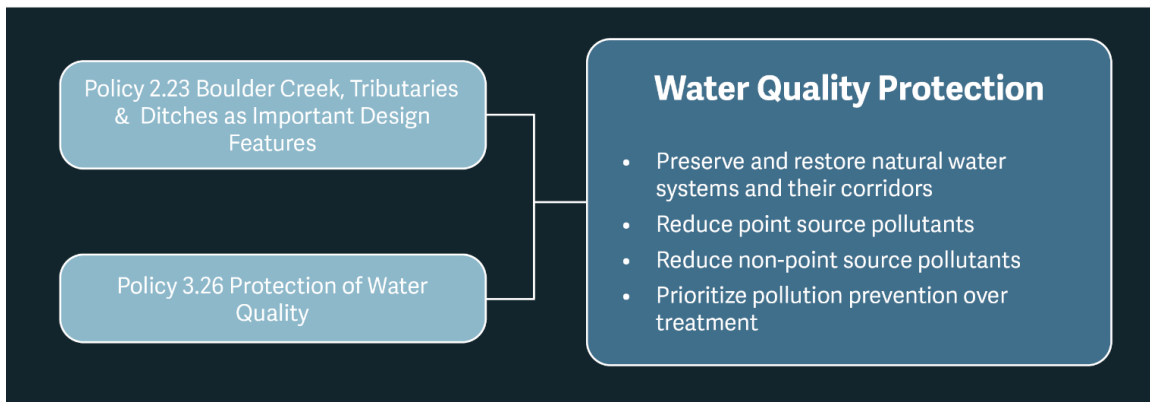 Policy 2.23 Boulder Creek, Tributaries
& Ditches as Important Design
Features
Policy 3.26 Protection of Water
Quality
Water Quality Protection
• Preserve and restore natural water
systems and their corridors
• Reduce point source pollutants
• Reduce non-point source pollutants
• Prioritize pollution prevention over
treatment